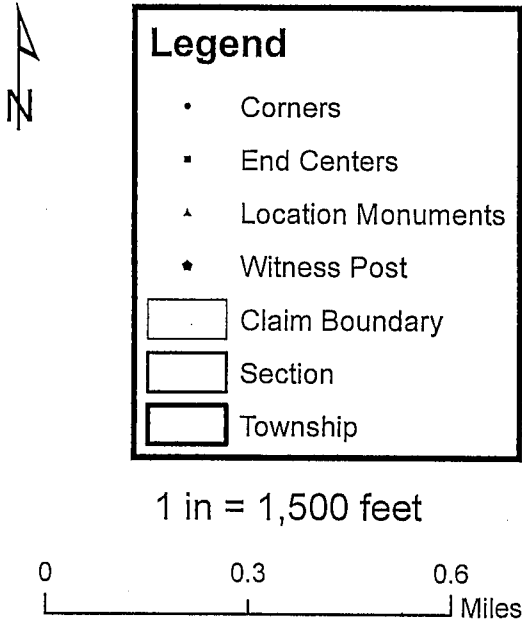 N
Legend
Corners
End Centers
Location Monuments
Witness Post
Claim Boundary
Section
Township
1 in = 1,500 feet
0 0.3 0.6
Miles